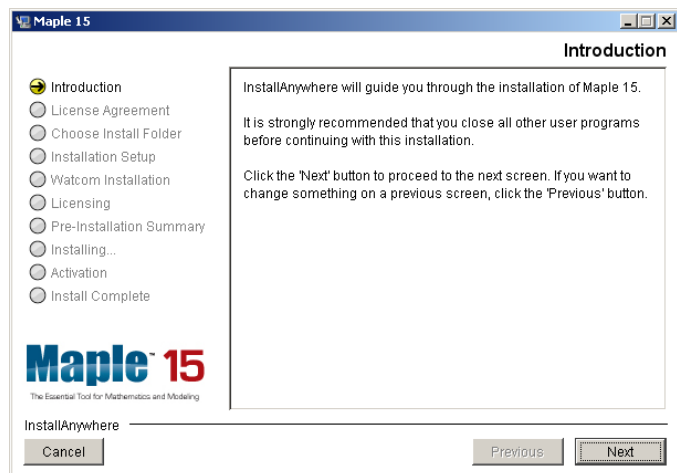 Maple 15
Introduction
Introduction
License Agreement
Choose Install Folder
Installation Setup
Watcom Installation
Licensing
Pre-Installation Summary
Installing...
Activation
Install Complete
InstallAnywhere will guide you through the installation of Maple 15.
It is strongly recommended that you close all other user programs
before continuing with this installation.
Click the 'Next' button to proceed to the next screen. If you want to
change something on a previous screen, click the 'Previous' button.
Maple™ 15
The Essential Tool for Mathematics and Modeling
InstallAnywhere
Cancel
Previous
Next